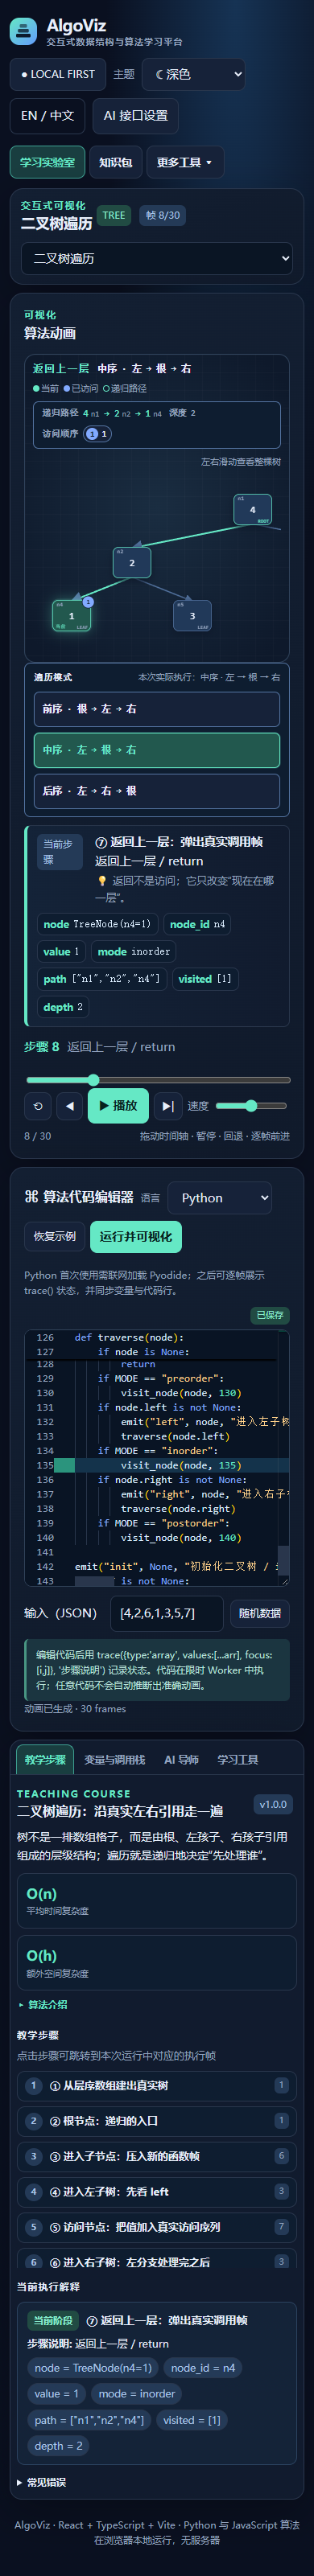 AlgoViz
交互式数据结构与算法学习平台
● LOCAL FIRST
主题
☾ 深色
EN / 中文
AI 接口设置
学习实验室
知识包
更多工具 ▾
交互式可视化
二叉树遍历
TREE
帧 8/30
二叉树遍历
可视化
算法动画
返回上一层 中序 · 左 → 根 → 右
当前 已访问 递归路径
递归路径 4 n1 → 2 n2 → 1 n4 深度 2
访问顺序 1 1
左右滑动查看整棵树
n1
4
ROOT
n2
2
n4
1
1
当前 LEAF
n5
3
LEAF
遍历模式
本次实际执行：中序 · 左 → 根 → 右
前序 · 根 → 左 → 右
中序 · 左 → 根 → 右
后序 · 左 → 右 → 根
当前步骤
⑦ 返回上一层：弹出真实调用帧
返回上一层 / return
💡 返回不是访问；它只改变“现在在哪一层”。
node TreeNode(n4=1)
node_id n4
value 1
mode inorder
path ["n1","n2","n4"]
visited [1]
depth 2
步骤 8 返回上一层 / return
⟲
◀
▶ 播放
▶|
速度
8 / 30
拖动时间轴 · 暂停 · 回退 · 逐帧前进
⌘ 算法代码编辑器
语言
Python
恢复示例
运行并可视化
Python 首次使用需联网加载 Pyodide；之后可逐帧展示
trace() 状态，并同步变量与代码行。
已保存
126 def traverse(node):
127 if node is None:
128 return
129 if MODE == "preorder":
130 visit_node(node, 130)
131 if node.left is not None:
132 emit("left", node, "进入左子树
133 traverse(node.left)
134 if MODE == "inorder":
135 visit_node(node, 135)
136 if node.right is not None:
137 emit("right", node, "进入右子
138 traverse(node.right)
139 if MODE == "postorder":
140 visit_node(node, 140)
141
142 emit("init", None, "初始化二叉树 /
143 is not None:
输入（JSON）
[4,2,6,1,3,5,7]
随机数据
编辑代码后用 trace({type:'array', values:[...arr], focus:
[i,j]}, '步骤说明') 记录状态。代码在限时 Worker 中执
行；任意代码不会自动推断出准确动画。
动画已生成 · 30 frames
教学步骤
变量与调用栈
AI 导师
学习工具
TEACHING COURSE
二叉树遍历：沿真实左右引用走一遍
v1.0.0
树不是一排数组格子，而是由根、左孩子、右孩子引用
组成的层级结构；遍历就是递归地决定“先处理谁”。
O(n)
平均时间复杂度
O(h)
额外空间复杂度
▸ 算法介绍
教学步骤
点击步骤可跳转到本次运行中对应的执行帧
1 ① 从层序数组建出真实树 1
2 ② 根节点：递归的入口 1
3 ③ 进入子节点：压入新的函数帧 6
4 ④ 进入左子树：先看 left 3
5 ⑤ 访问节点：把值加入真实访问序列 7
6 ⑥ 进入右子树：左分支处理完之后 3
当前执行解释
当前阶段
⑦ 返回上一层：弹出真实调用帧
步骤说明: 返回上一层 / return
node = TreeNode(n4=1)
node_id = n4
value = 1
mode = inorder
path = ["n1","n2","n4"]
visited = [1]
depth = 2
▸ 常见错误
AlgoViz · React + TypeScript + Vite · Python 与 JavaScript 算法
在浏览器本地运行，无服务器